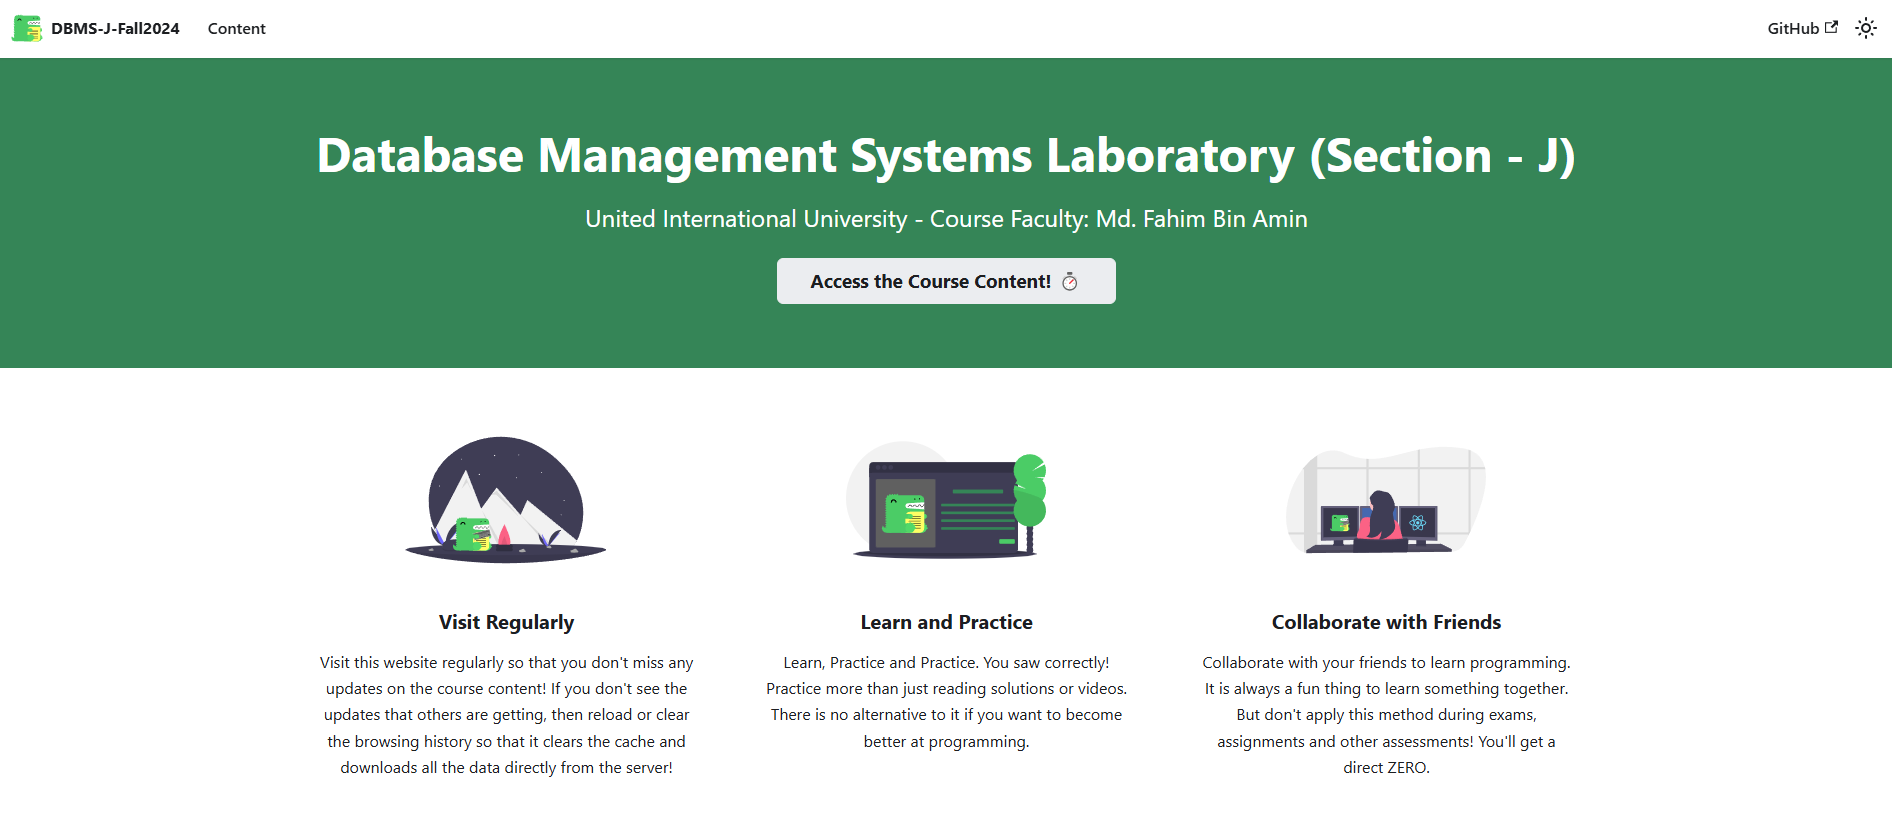 DBMS-J-Fall2024 Content GitHub
Database Management Systems Laboratory (Section - J)
United International University - Course Faculty: Md. Fahim Bin Amin
Access the Course Content! ⏱️
Visit Regularly
Visit this website regularly so that you don't miss any
updates on the course content! If you don't see the
updates that others are getting, then reload or clear
the browsing history so that it clears the cache and
downloads all the data directly from the server!
Learn and Practice
Learn, Practice and Practice. You saw correctly!
Practice more than just reading solutions or videos.
There is no alternative to it if you want to become
better at programming.
Collaborate with Friends
Collaborate with your friends to learn programming.
It is always a fun thing to learn something together.
But don't apply this method during exams,
assignments and other assessments! You'll get a
direct ZERO.